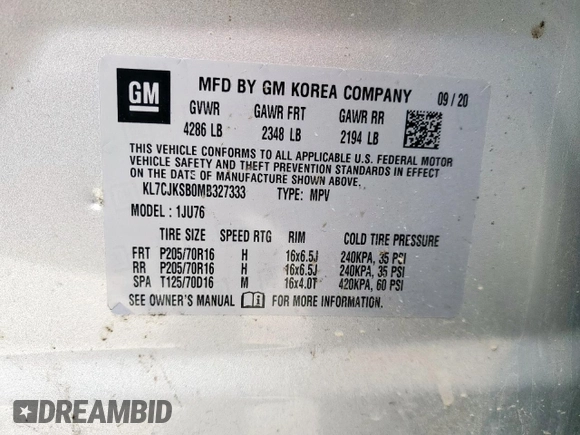 GM
MFD BY GM KOREA COMPANY 09/20
GVWR GAWR FRT GAWR RR
4286 LB 2348 LB 2194 LB
THIS VEHICLE CONFORMS TO ALL APPLICABLE U.S. FEDERAL MOTOR
VEHICLE SAFETY AND THEFT PREVENTION STANDARDS IN EFFECT
ON THE DATE OF MANUFACTURE SHOWN ABOVE.
KL7CJKSB0MB327333 TYPE: MPV
MODEL: 1JU76
TIRE SIZE SPEED RTG RIM COLD TIRE PRESSURE
FRT P205/70R16 H 16x6.5J 240KPA, 35 PSI
RR P205/70R16 H 16x6.5J 240KPA, 35 PSI
SPA T125/70D16 M 16x4.0T 420KPA, 60 PSI
SEE OWNER'S MANUAL FOR MORE INFORMATION.
DREAMBID